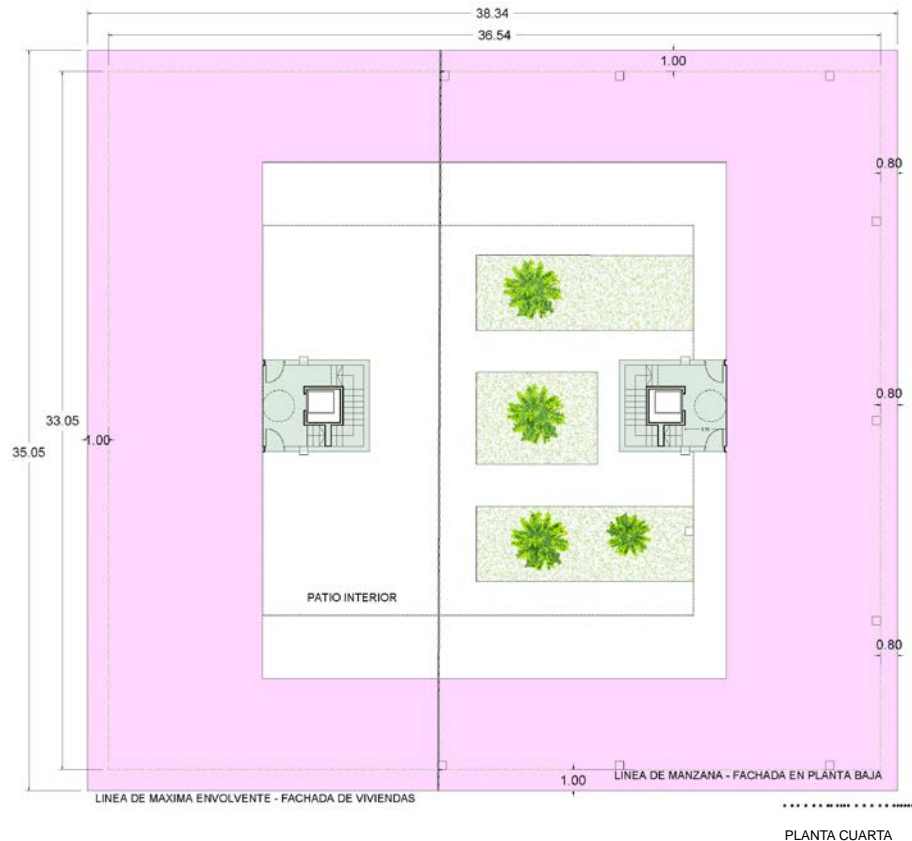 38.34
36.54
1.00
0.80
33.05
0.80
35.05
1.00
PATIO INTERIOR
0.80
1.00
LINEA DE MANZANA - FACHADA EN PLANTA BAJA
LINEA DE MAXIMA ENVOLVENTE - FACHADA DE VIVIENDAS
PLANTA CUARTA